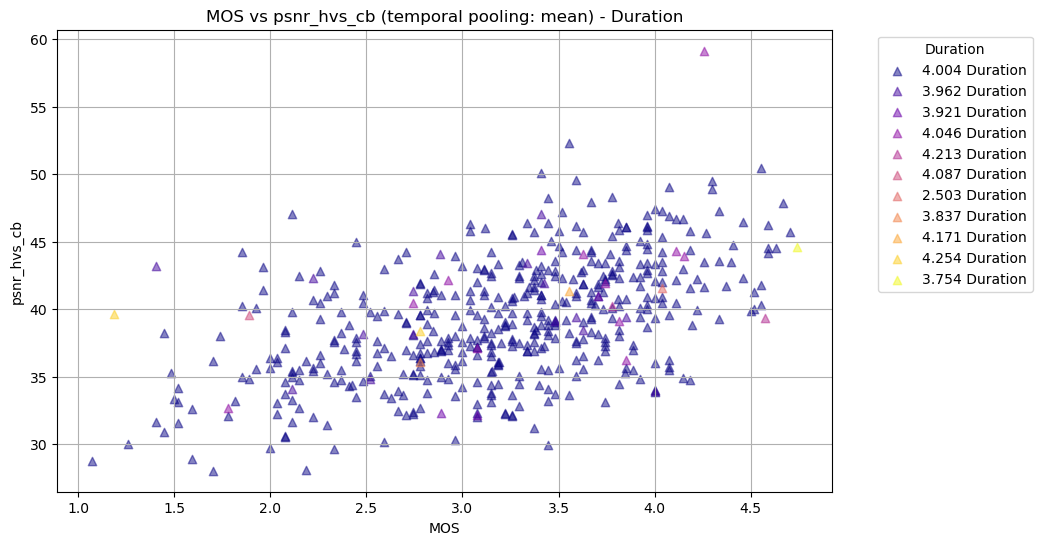 MOS vs psnr_hvs_cb (temporal pooling: mean) - Duration
60
55
50
45
40
35
30
psnr_hvs_cb
1.0 1.5 2.0 2.5 3.0 3.5 4.0 4.5
MOS
Duration
4.004 Duration
3.962 Duration
3.921 Duration
4.046 Duration
4.213 Duration
4.087 Duration
2.503 Duration
3.837 Duration
4.171 Duration
4.254 Duration
3.754 Duration